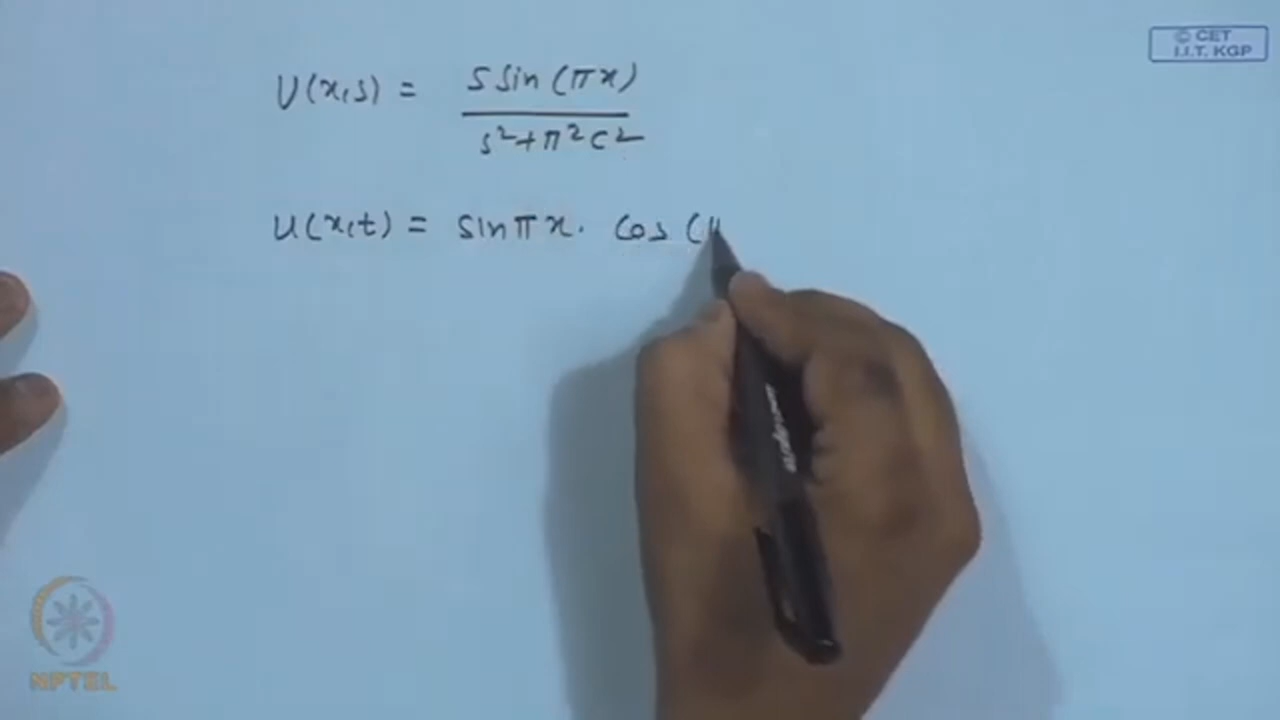 © CET
I.I.T. KGP
U(x,s) = s sin (πx) / s²+π²c²
u(x,t) = sin πx. cos (
NPTEL